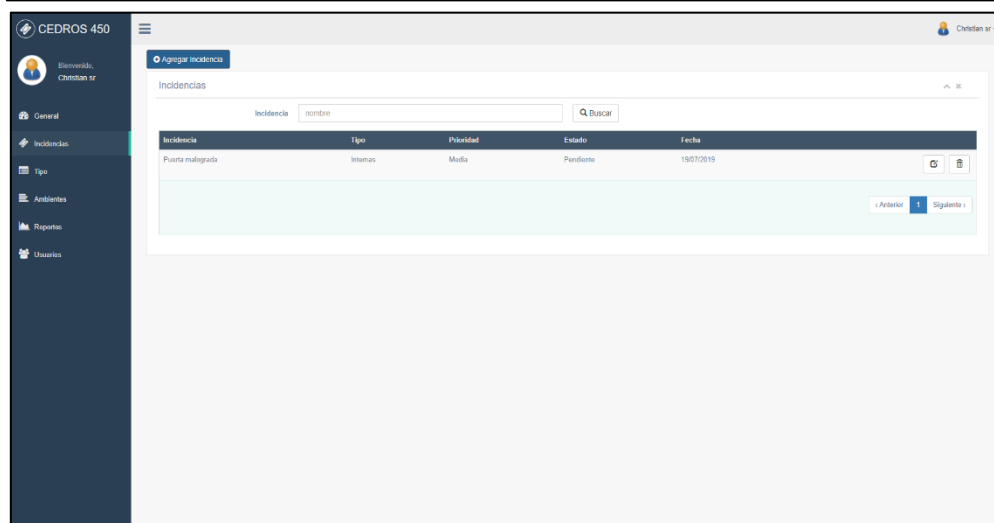 CEDROS 450
Christian sr
Bienvenido,
Christian sr
General
Incidencias
Tipo
Ambientes
Reportes
Usuarios
Agregar Incidencia
Incidencias
Incidencia nombre Buscar
Incidencia Tipo Prioridad Estado Fecha
Puerta malograda Internas Media Pendiente 19/07/2019
‹ Anterior 1 Siguiente ›